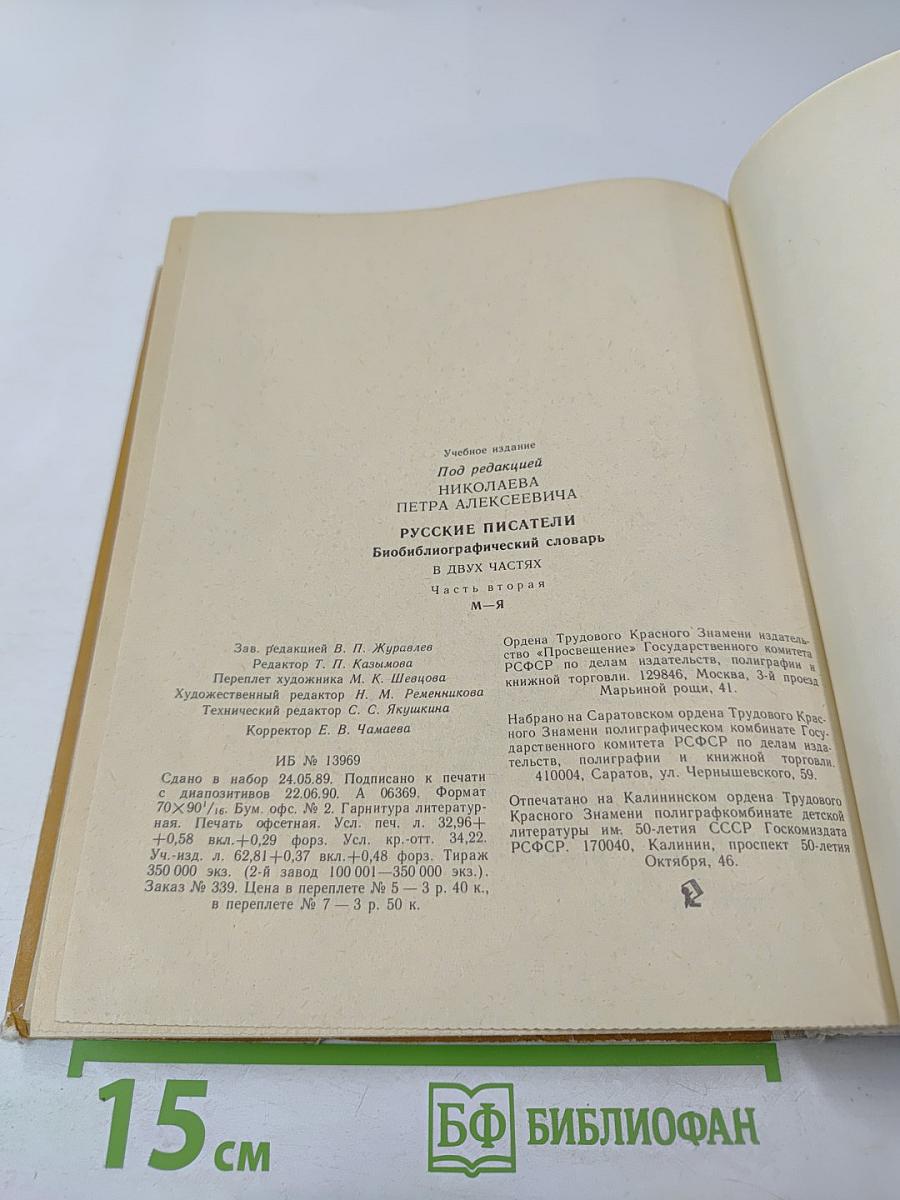 Учебное издание
Под редакцией
НИКОЛАЕВА
ПЕТРА АЛЕКСЕЕВИЧА
РУССКИЕ ПИСАТЕЛИ
Биобиблиографический словарь
В ДВУХ ЧАСТЯХ
Часть вторая
М—Я
Зав. редакцией В. П. Журавлев
Редактор Т. П. Казымова
Переплет художника М. К. Шевцова
Художественный редактор Н. М. Ременникова
Технический редактор С. С. Якушкина
Корректор Е. В. Чамаева
ИБ № 13969
Сдано в набор 24.05.89. Подписано к печати
с диапозитивов 22.06.90. А 06369. Формат
70×90¹/₁₆. Бум. офс. № 2. Гарнитура литератур-
ная. Печать офсетная. Усл. печ. л. 32,96+
+0,58 вкл.+0,29 форз. Усл. кр.-отт. 34,22.
Уч.-изд. л. 62,81+0,37 вкл.+0,48 форз. Тираж
350 000 экз. (2-й завод 100 001—350 000 экз.).
Заказ № 339. Цена в переплете № 5 — 3 р. 40 к.,
в переплете № 7 — 3 р. 50 к.
Ордена Трудового Красного Знамени издатель-
ство «Просвещение» Государственного комитета
РСФСР по делам издательств, полиграфии и
книжной торговли. 129846, Москва, 3-й проезд
Марьиной рощи, 41.
Набрано на Саратовском ордена Трудового Крас-
ного Знамени полиграфическом комбинате Госу-
дарственного комитета РСФСР по делам изда-
тельств, полиграфии и книжной торговли.
410004, Саратов, ул. Чернышевского, 59.
Отпечатано на Калининском ордена Трудового
Красного Знамени полиграфкомбинате детской
литературы им. 50-летия СССР Госкомиздата
РСФСР. 170040, Калинин, проспект 50-летия
Октября, 46.
15 см
БФ БИБЛИОФАН